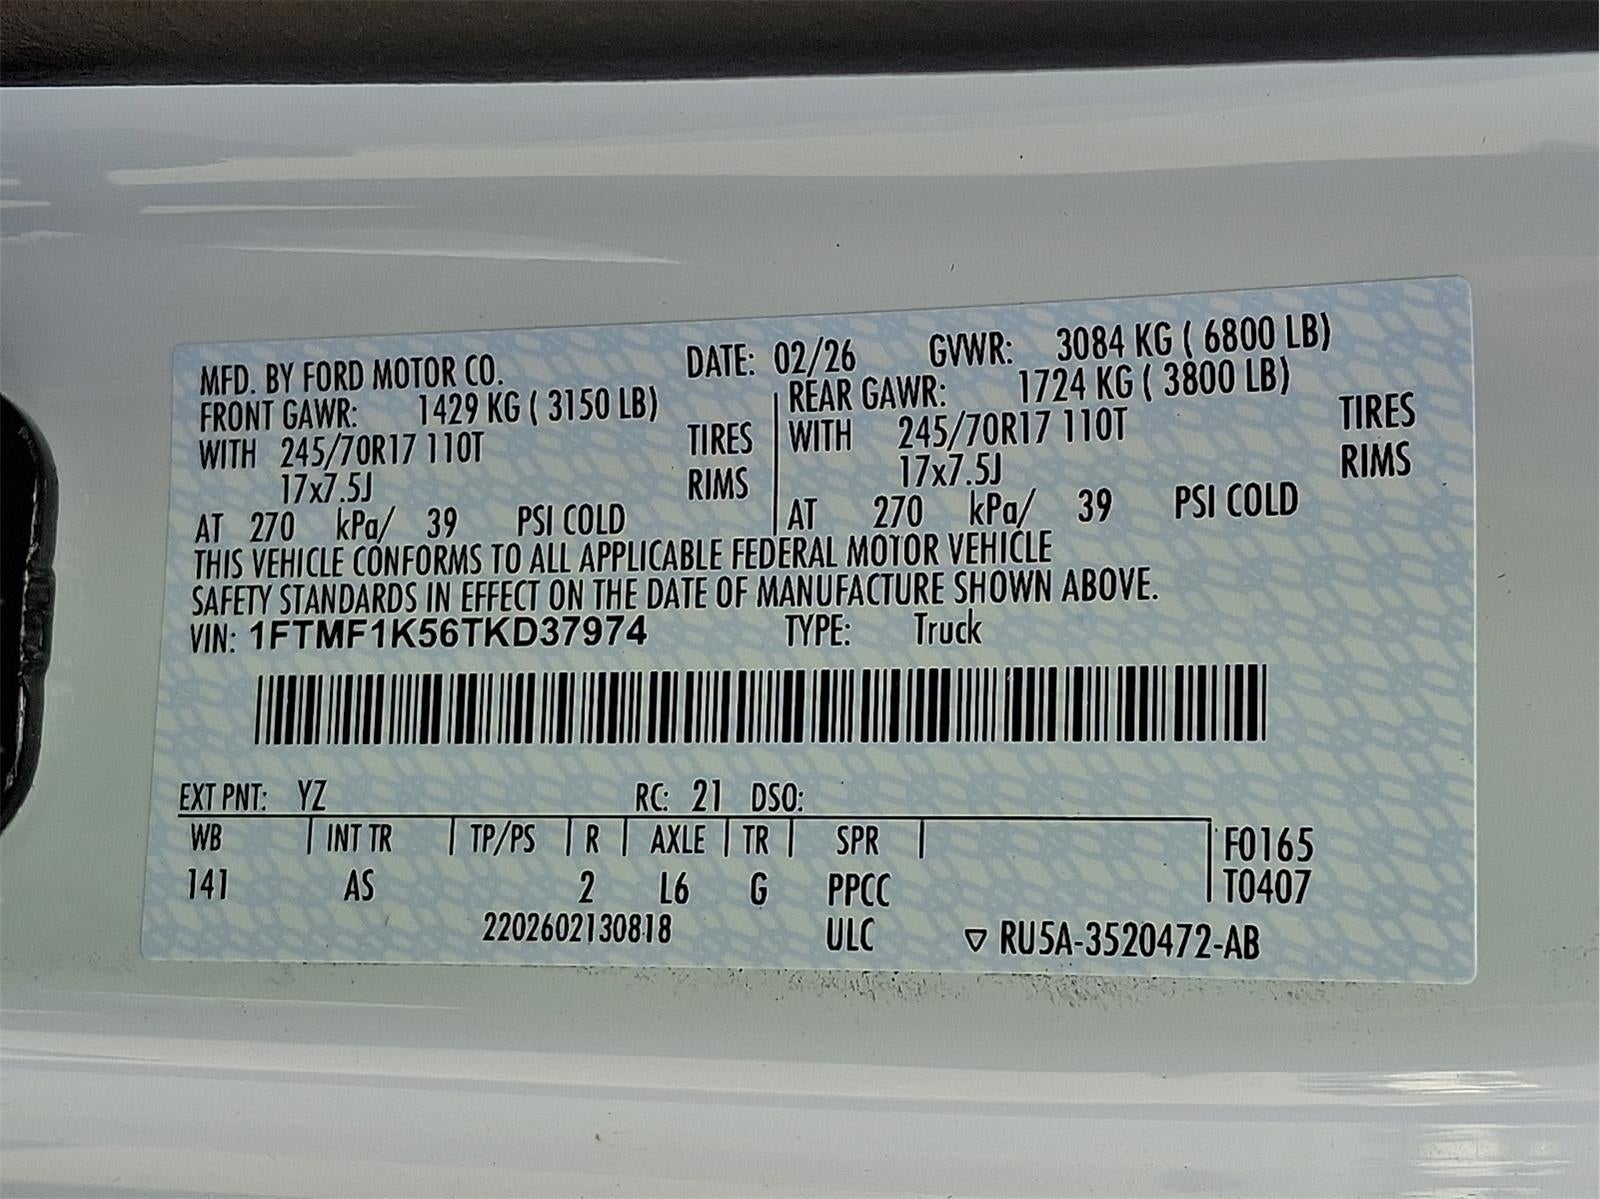 MFD. BY FORD MOTOR CO. DATE: 02/26 GVWR: 3084 KG ( 6800 LB)
FRONT GAWR: 1429 KG ( 3150 LB) REAR GAWR: 1724 KG ( 3800 LB)
WITH 245/70R17 110T TIRES WITH 245/70R17 110T TIRES
17x7.5J RIMS 17x7.5J RIMS
AT 270 kPa/ 39 PSI COLD AT 270 kPa/ 39 PSI COLD
THIS VEHICLE CONFORMS TO ALL APPLICABLE FEDERAL MOTOR VEHICLE
SAFETY STANDARDS IN EFFECT ON THE DATE OF MANUFACTURE SHOWN ABOVE.
VIN: 1FTMF1K56TKD37974 TYPE: Truck
EXT PNT: YZ RC: 21 DSO:
WB INT TR TP/PS R AXLE TR SPR F0165
141 AS 2 L6 G PPCC T0407
2202602130818 ULC ▽ RU5A-3520472-AB